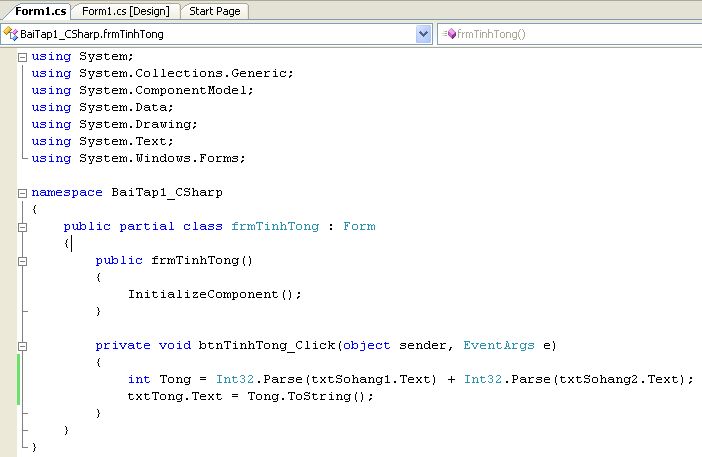 Form1.cs Form1.cs [Design] Start Page
BaiTap1_CSharp.frmTinhTong frmTinhTong()
using System;
using System.Collections.Generic;
using System.ComponentModel;
using System.Data;
using System.Drawing;
using System.Text;
using System.Windows.Forms;
namespace BaiTap1_CSharp
{
public partial class frmTinhTong : Form
{
public frmTinhTong()
{
InitializeComponent();
}
private void btnTinhTong_Click(object sender, EventArgs e)
{
int Tong = Int32.Parse(txtSohang1.Text) + Int32.Parse(txtSohang2.Text);
txtTong.Text = Tong.ToString();
}
}
}